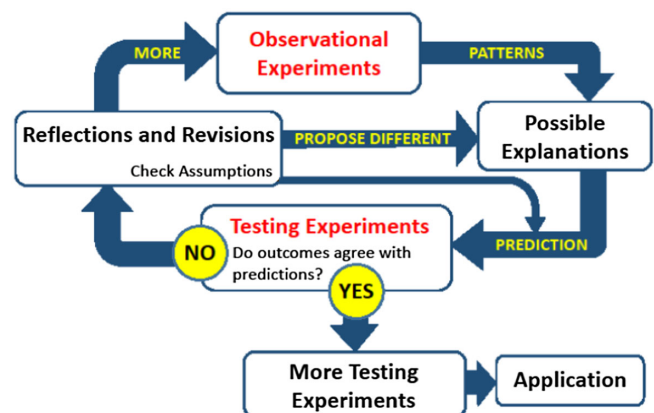 Observational
Experiments
MORE
PATTERNS
Reflections and Revisions
Check Assumptions
PROPOSE DIFFERENT
Possible
Explanations
Testing Experiments
Do outcomes agree with
predictions?
NO
PREDICTION
YES
More Testing
Experiments
Application